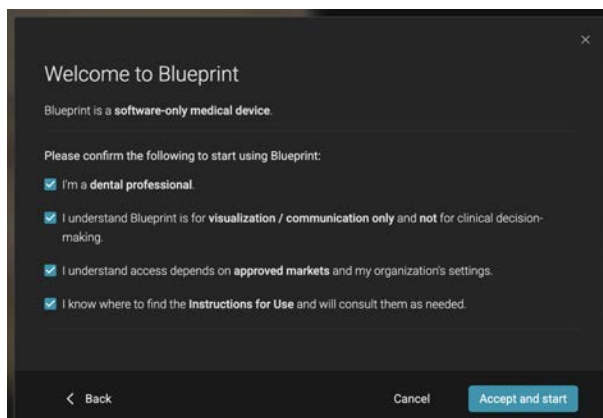 Welcome to Blueprint
Blueprint is a software-only medical device.
Please confirm the following to start using Blueprint:
I'm a dental professional.
I understand Blueprint is for visualization / communication only and not for clinical decision-
making.
I understand access depends on approved markets and my organization's settings.
I know where to find the Instructions for Use and will consult them as needed.
Back
Cancel
Accept and start